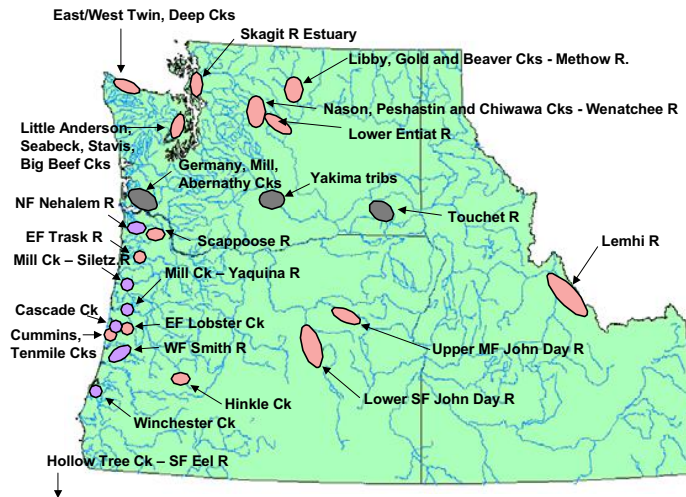 East/West Twin, Deep Cks
Skagit R Estuary
Libby, Gold and Beaver Cks - Methow R.
Nason, Peshastin and Chiwawa Cks - Wenatchee R
Lower Entiat R
Little Anderson,
Seabeck, Stavis,
Big Beef Cks
Germany, Mill,
Abernathy Cks
Yakima tribs
NF Nehalem R
Touchet R
Scappoose R
EF Trask R
Lemhi R
Mill Ck – Siletz R
Mill Ck – Yaquina R
Cascade Ck
EF Lobster Ck
Cummins,
Tenmile Cks
WF Smith R
Upper MF John Day R
Lower SF John Day R
Hinkle Ck
Winchester Ck
Hollow Tree Ck – SF Eel R